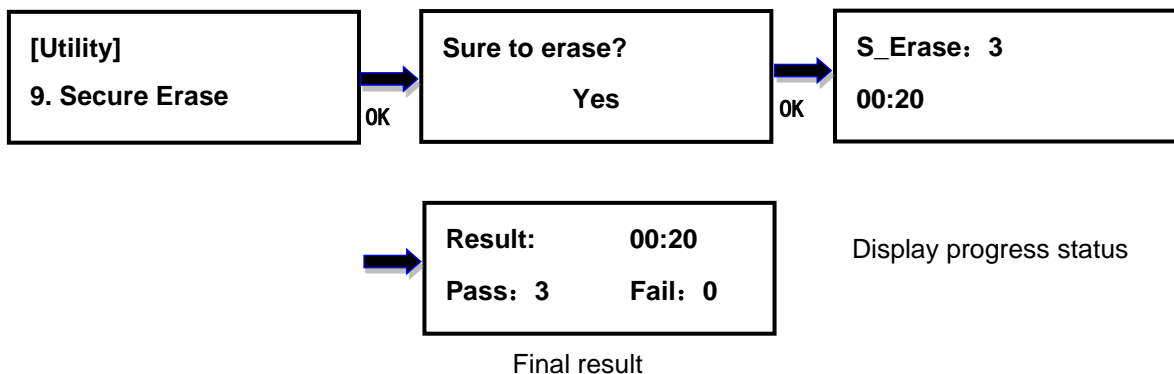 [Utility]
9. Secure Erase
OK
Sure to erase?
Yes
OK
S_Erase：3
00:20
Display progress status
Result: 00:20
Pass：3 Fail：0
Final result